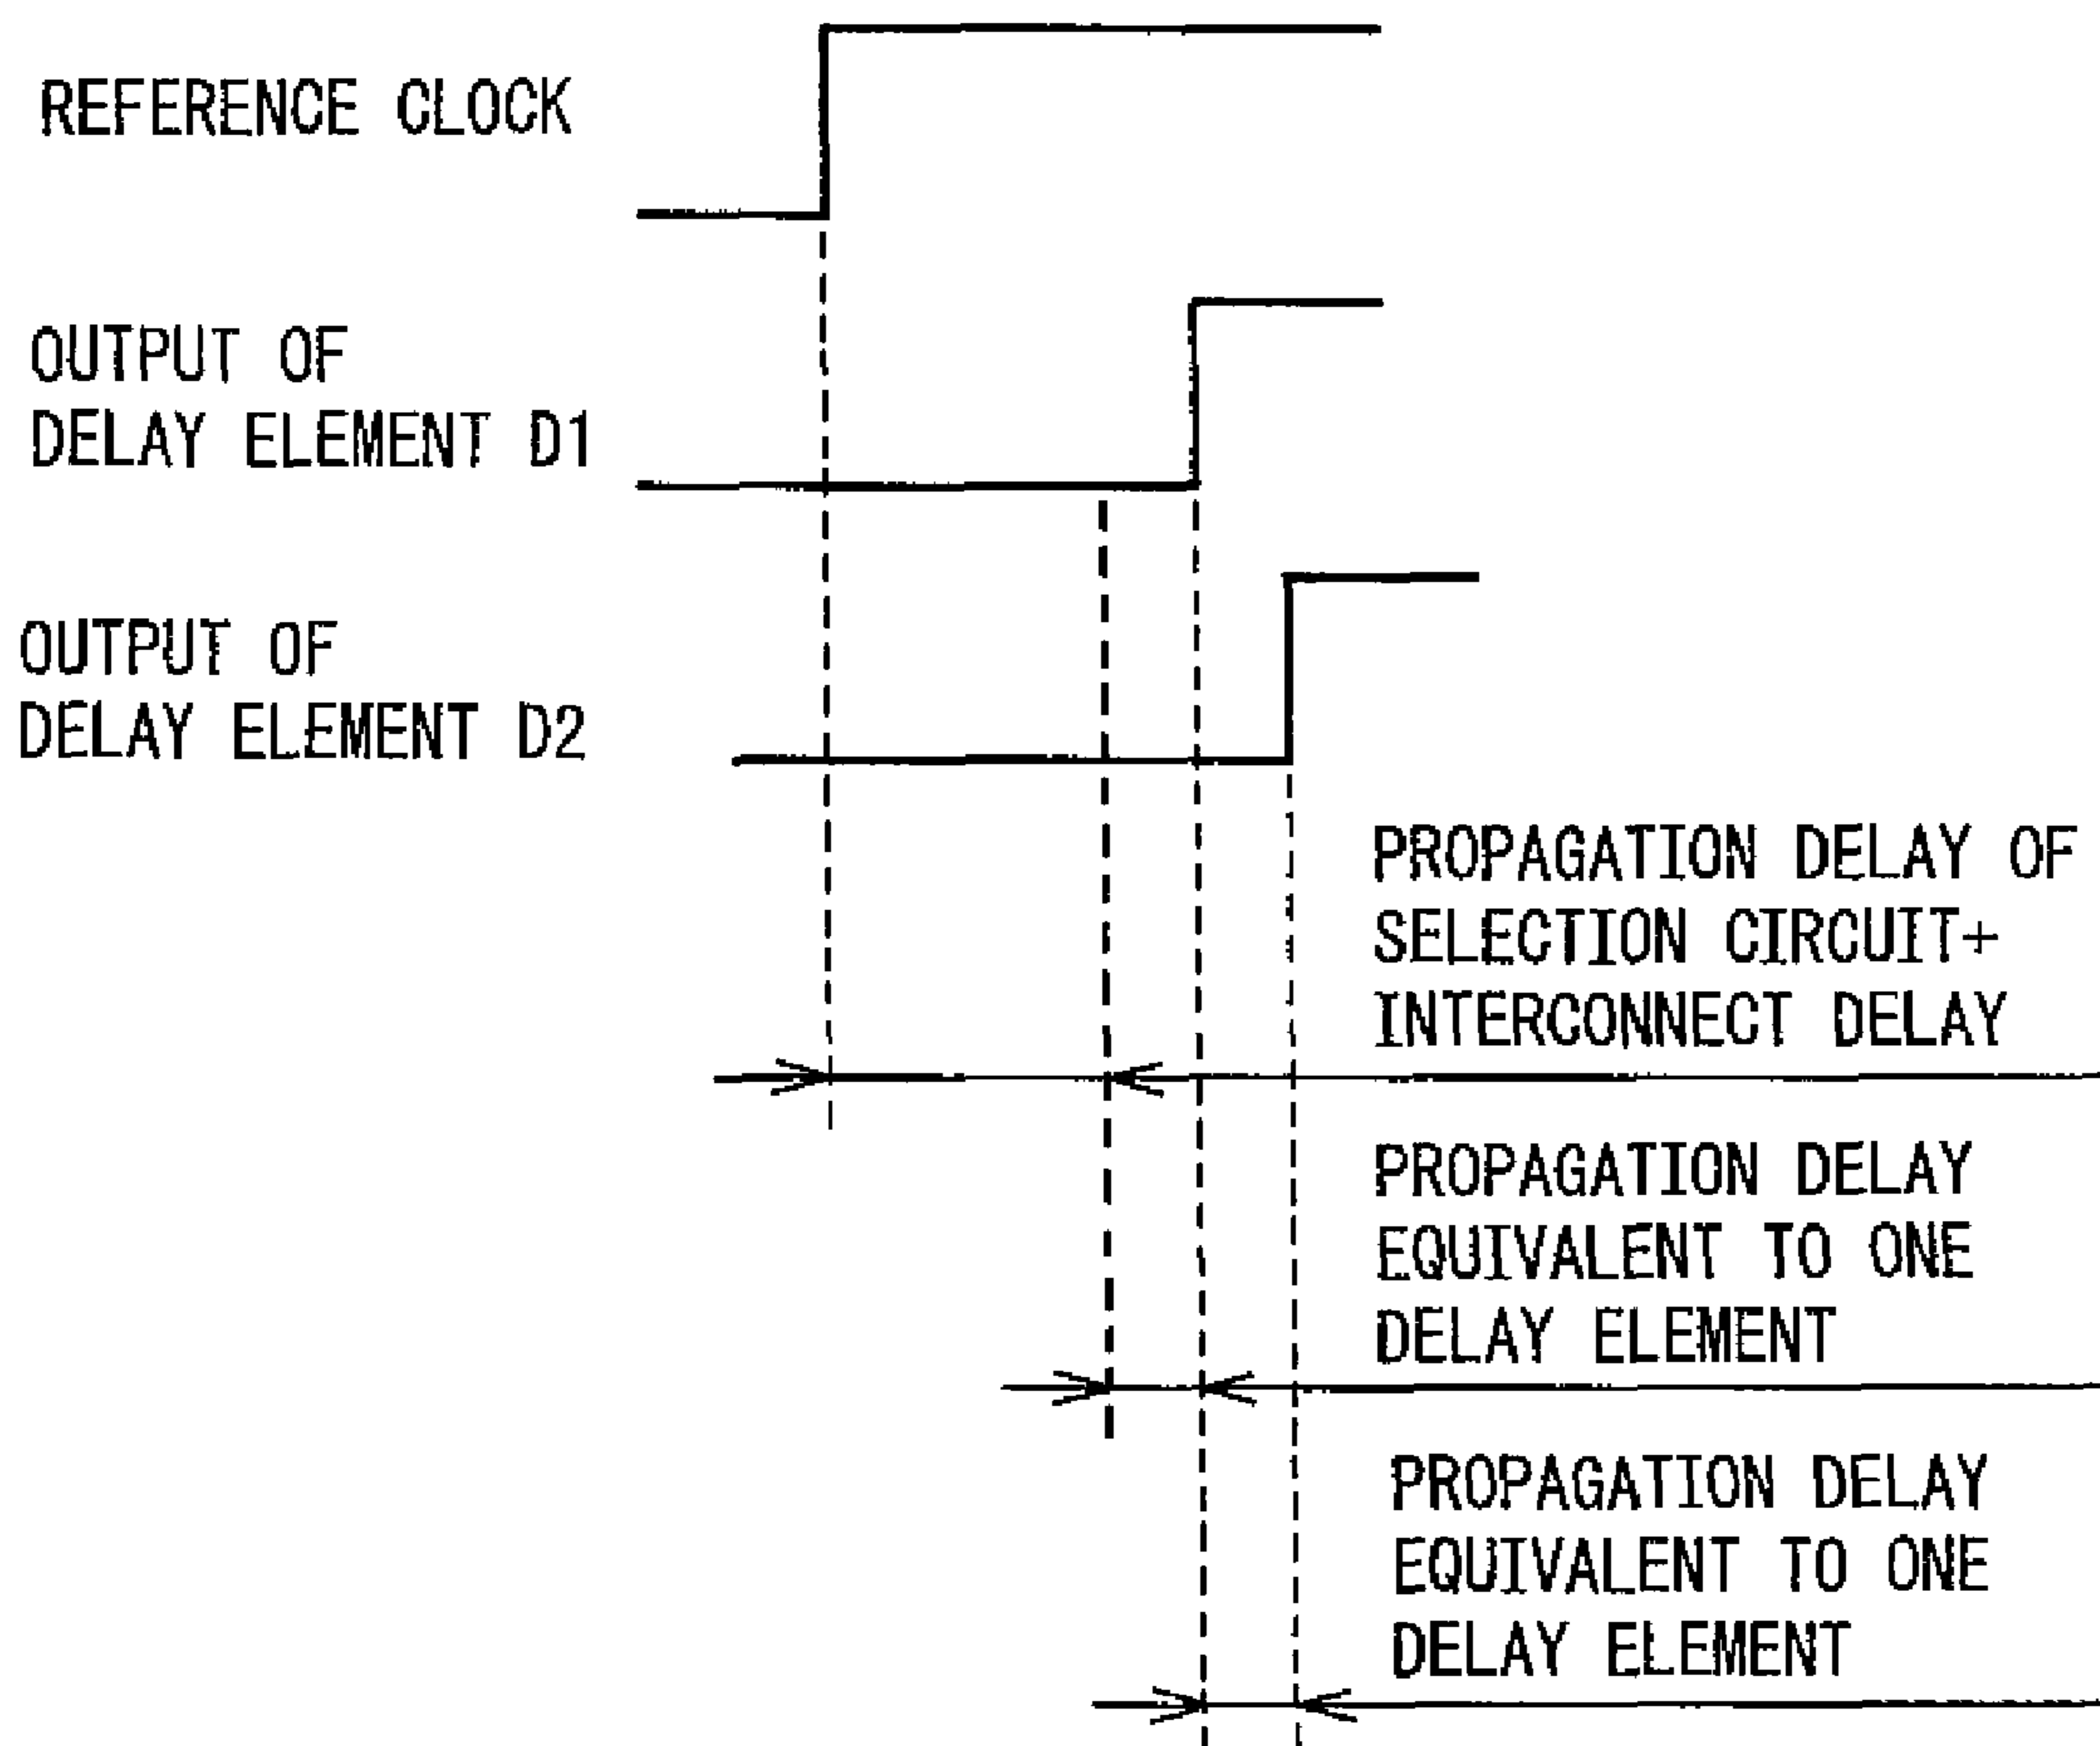 REFERENCE CLOCK
OUTPUT OF
DELAY ELEMENT D1
OUTPUT OF
DELAY ELEMENT D2
PROPAGATION DELAY OF
SELECTION CIRCUIT+
INTERCONNECT DELAY
PROPAGATION DELAY
EQUIVALENT TO ONE
DELAY ELEMENT
PROPAGATION DELAY
EQUIVALENT TO ONE
DELAY ELEMENT